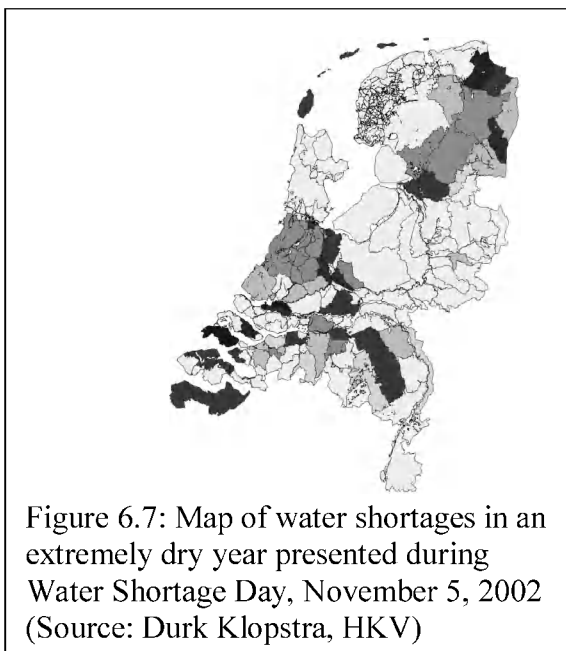 Figure 6.7: Map of water shortages in an
extremely dry year presented during
Water Shortage Day, November 5, 2002
(Source: Durk Klopstra, HKV)